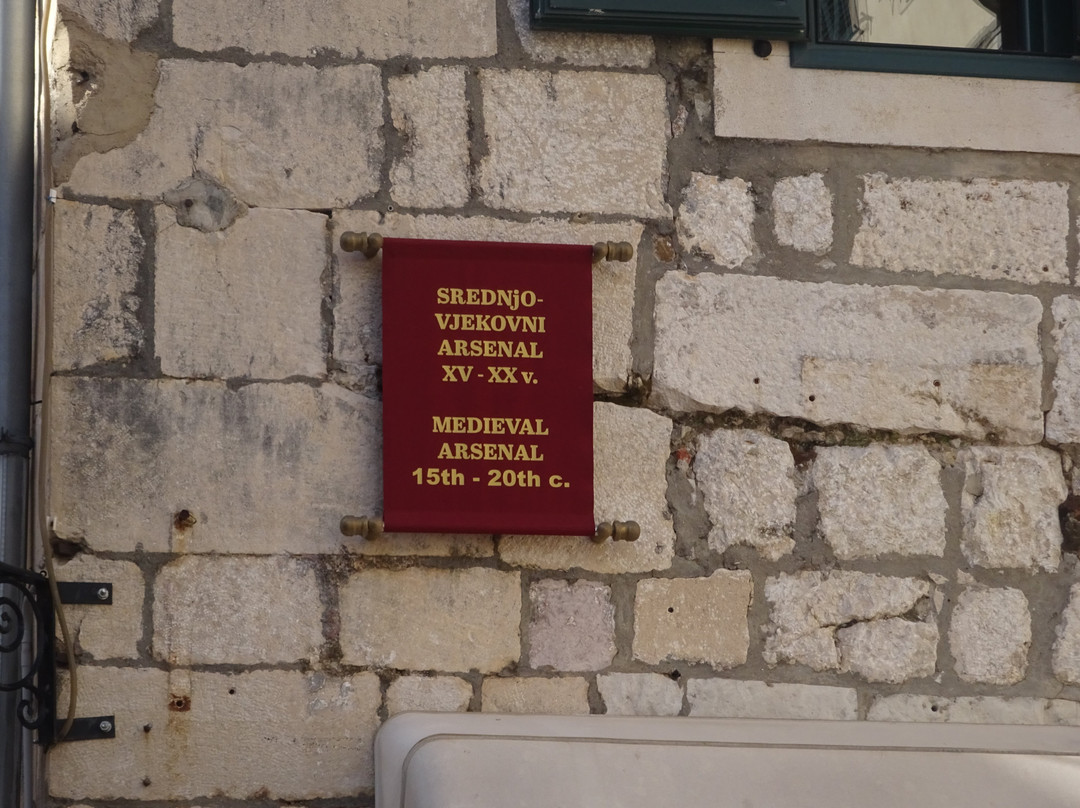 SREDNjO-
VJEKOVNI
ARSENAL
XV - XX v.
MEDIEVAL
ARSENAL
15th - 20th c.